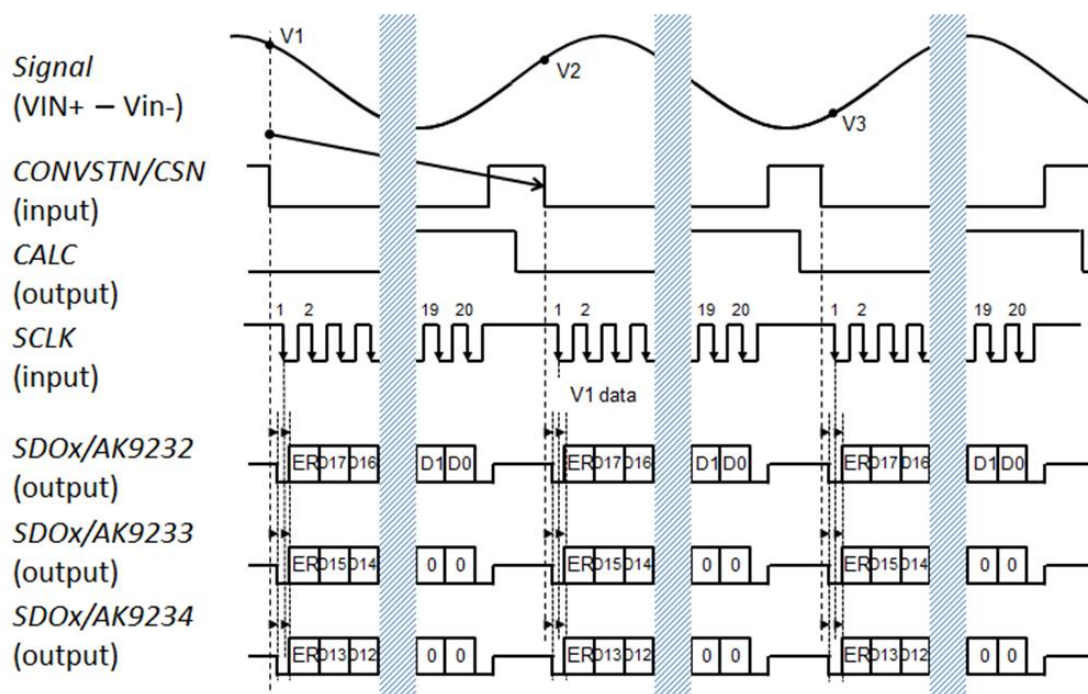 Signal
(VIN+ − Vin-)
V1
V2
V3
CONVSTN/CSN
(input)
CALC
(output)
SCLK
(input)
1 2 19 20 1 2 19 20 1 2 19 20
V1 data
SDOx/AK9232
(output)
ER D17 D16 D1 D0 ER D17 D16 D1 D0 ER D17 D16 D1 D0
SDOx/AK9233
(output)
ER D15 D14 0 0 ER D15 D14 0 0 ER D15 D14 0 0
SDOx/AK9234
(output)
ER D13 D12 0 0 ER D13 D12 0 0 ER D13 D12 0 0